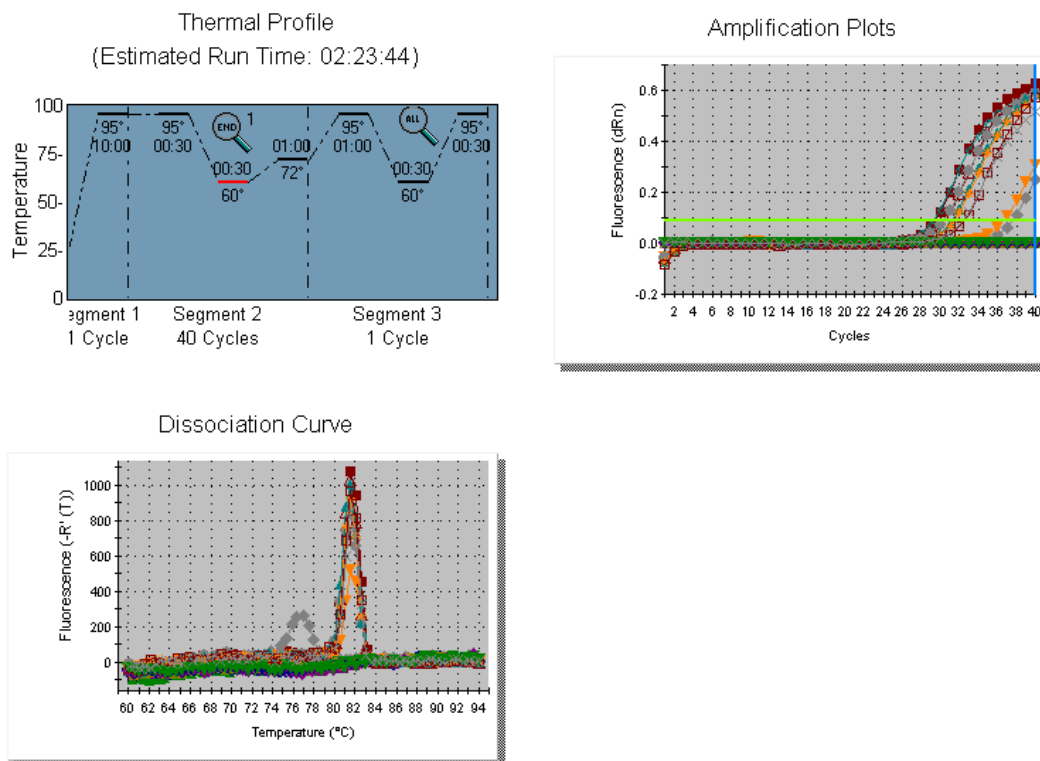 Thermal Profile
(Estimated Run Time: 02:23:44)
100
75-
50-
25-
0
Temperature
95°
10:00
95°
00:30
END
1
00:30
60°
01:00
72°
95°
01:00
ALL
00:30
60°
95°
00:30
egment 1
1 Cycle
Segment 2
40 Cycles
Segment 3
1 Cycle
Amplification Plots
Fluorescence (dRn)
0.6
0.4
0.2
0.0
-0.2
2 4 6 8 10 12 14 16 18 20 22 24 26 28 30 32 34 36 38 40
Cycles
Dissociation Curve
Fluorescence (-R' (T))
1000
800
600
400
200
0
60 62 64 66 68 70 72 74 76 78 80 82 84 86 88 90 92 94
Temperature (°C)